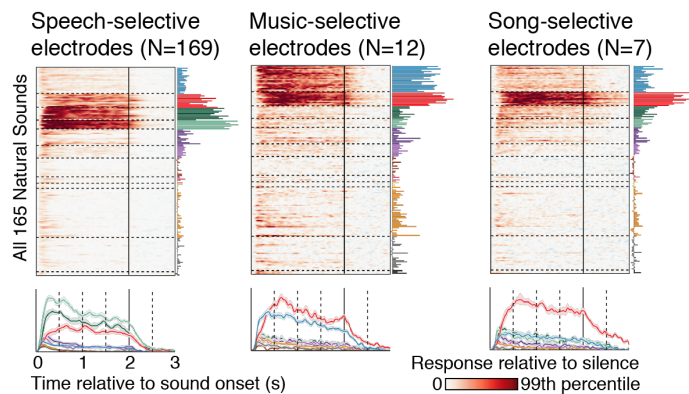 Speech-selective
electrodes (N=169)
Music-selective
electrodes (N=12)
Song-selective
electrodes (N=7)
All 165 Natural Sounds
0 1 2 3
Time relative to sound onset (s)
Response relative to silence
0 99th percentile